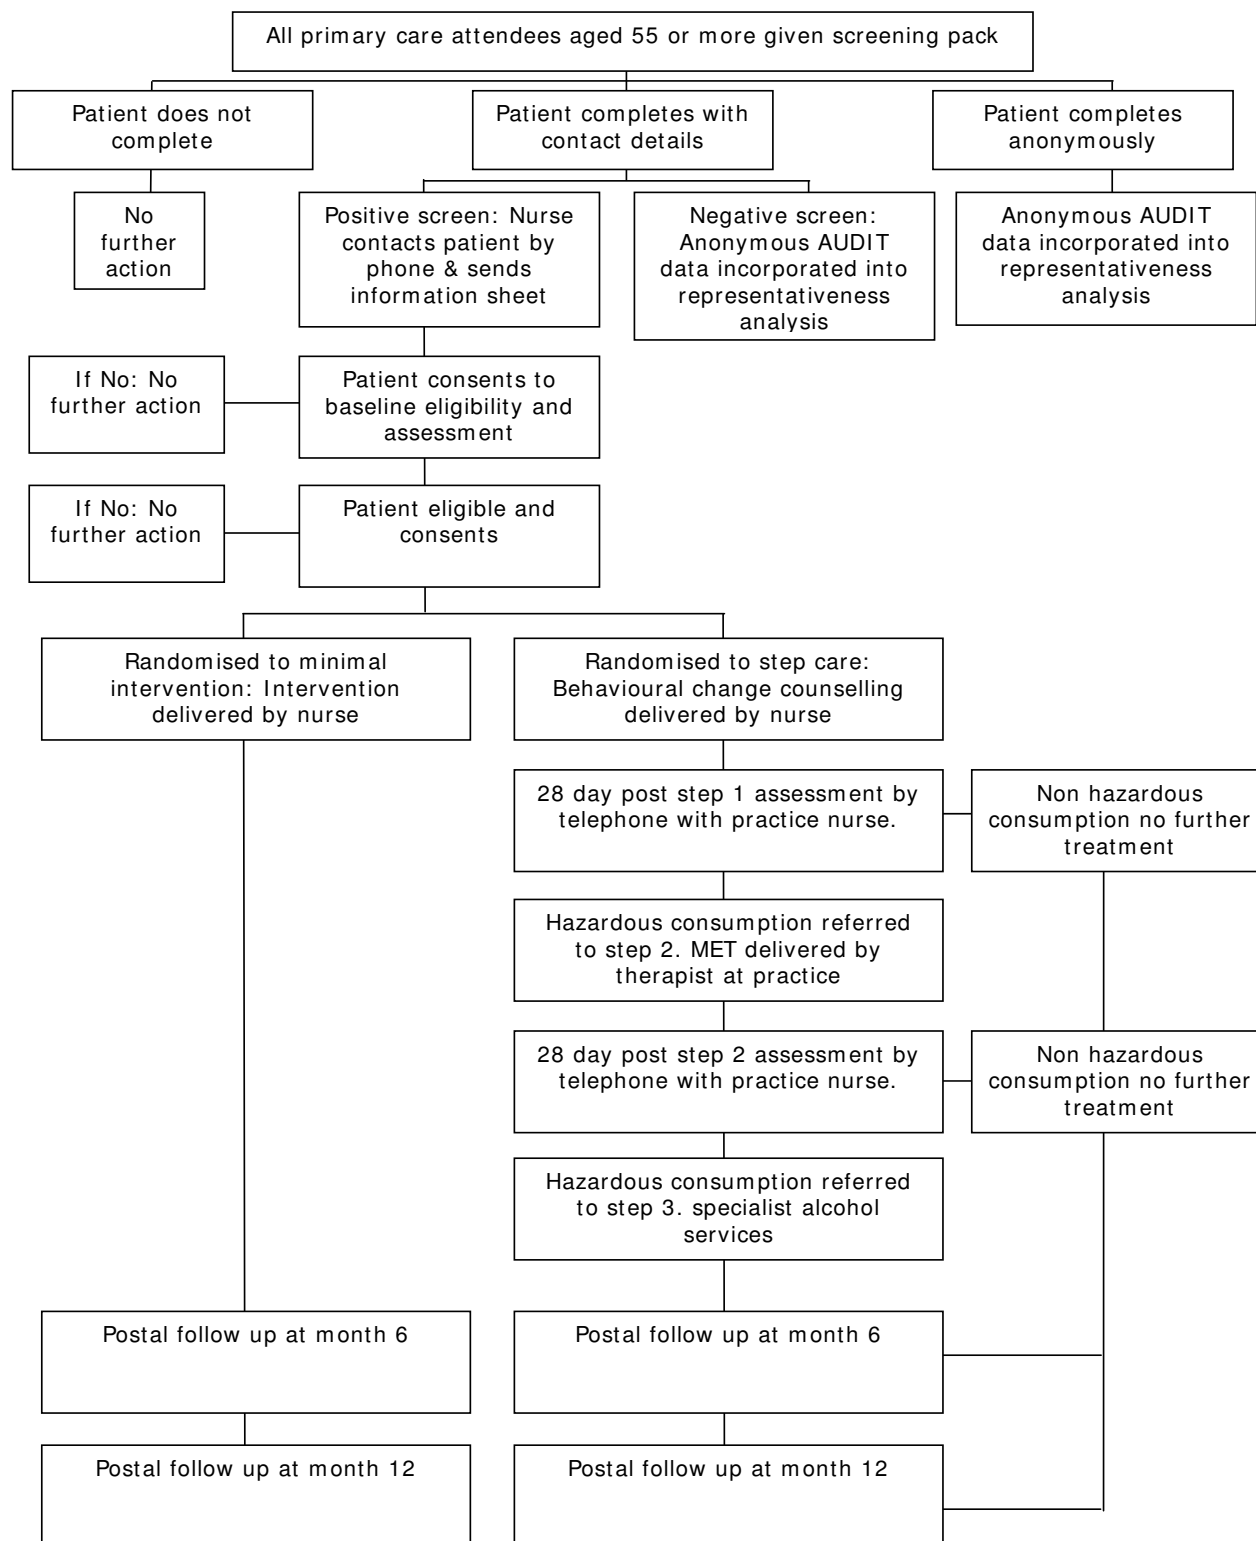 All primary care attendees aged 55 or more given screening pack
Patient does not
complete
Patient completes with
contact details
Patient completes
anonymously
No
further
action
Positive screen: Nurse
contacts patient by
phone & sends
information sheet
Negative screen:
Anonymous AUDIT
data incorporated into
representativeness
analysis
Anonymous AUDIT
data incorporated into
representativeness
analysis
If No: No
further action
Patient consents to
baseline eligibility and
assessment
If No: No
further action
Patient eligible and
consents
Randomised to minimal
intervention: Intervention
delivered by nurse
Randomised to step care:
Behavioural change counselling
delivered by nurse
28 day post step 1 assessment by
telephone with practice nurse.
Non hazardous
consumption no further
treatment
Hazardous consumption referred
to step 2. MET delivered by
therapist at practice
28 day post step 2 assessment by
telephone with practice nurse.
Non hazardous
consumption no further
treatment
Hazardous consumption referred
to step 3. specialist alcohol
services
Postal follow up at month 6
Postal follow up at month 6
Postal follow up at month 12
Postal follow up at month 12